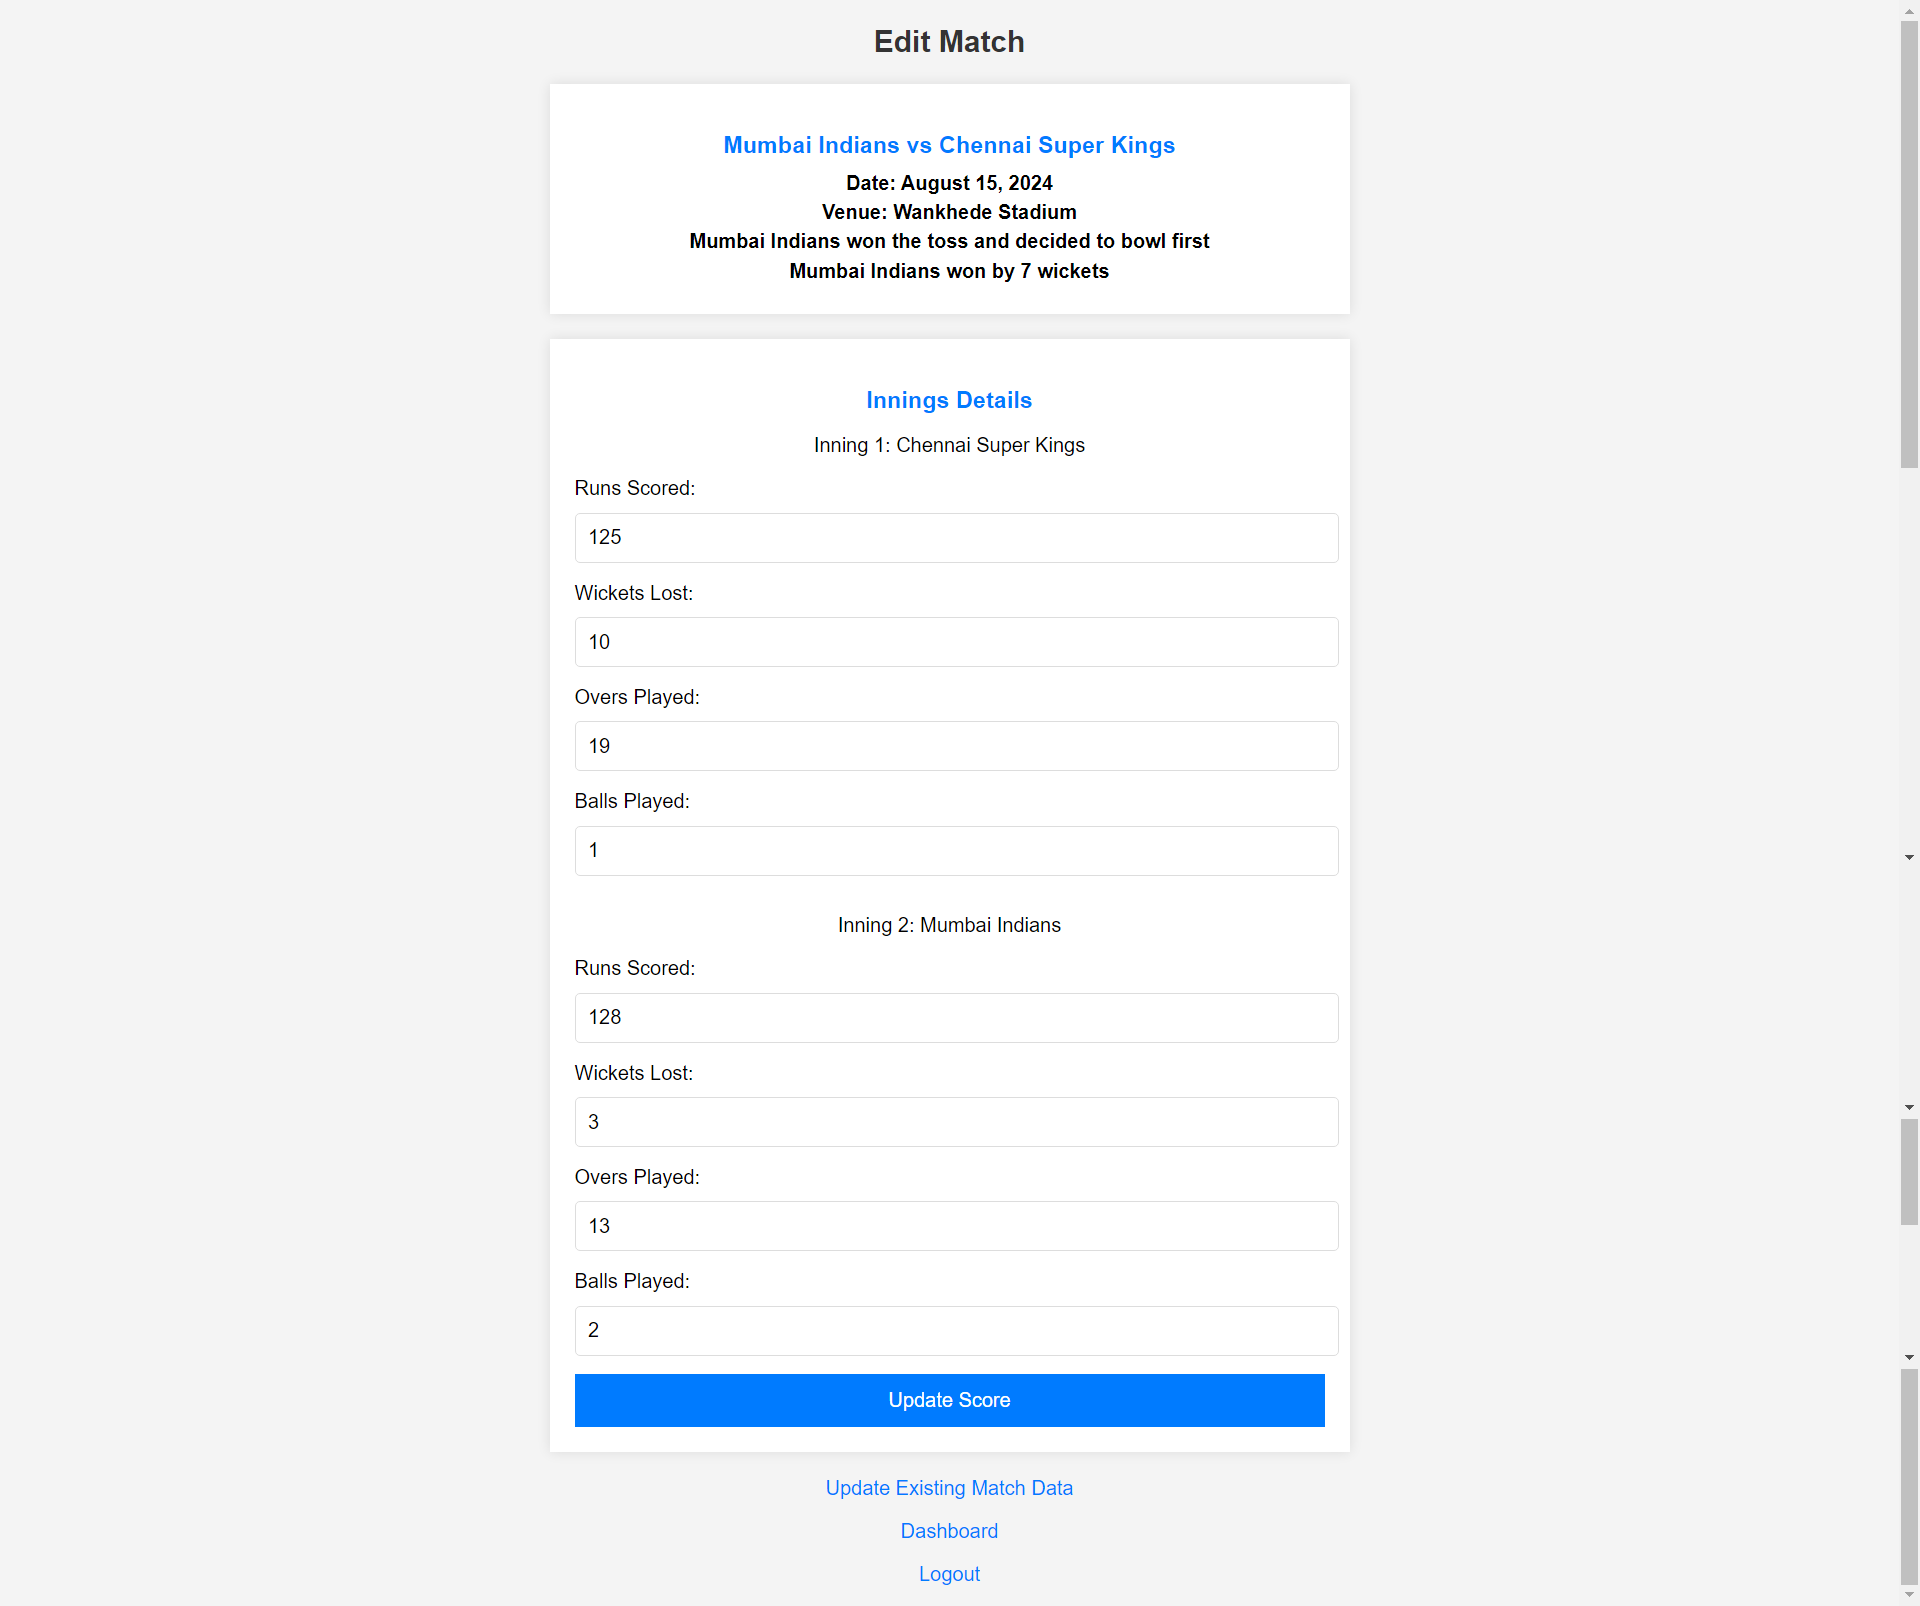 Edit Match
Mumbai Indians vs Chennai Super Kings
Date: August 15, 2024
Venue: Wankhede Stadium
Mumbai Indians won the toss and decided to bowl first
Mumbai Indians won by 7 wickets
Innings Details
Inning 1: Chennai Super Kings
Runs Scored:
125
Wickets Lost:
10
Overs Played:
19
Balls Played:
1
Inning 2: Mumbai Indians
Runs Scored:
128
Wickets Lost:
3
Overs Played:
13
Balls Played:
2
Update Score
Update Existing Match Data
Dashboard
Logout